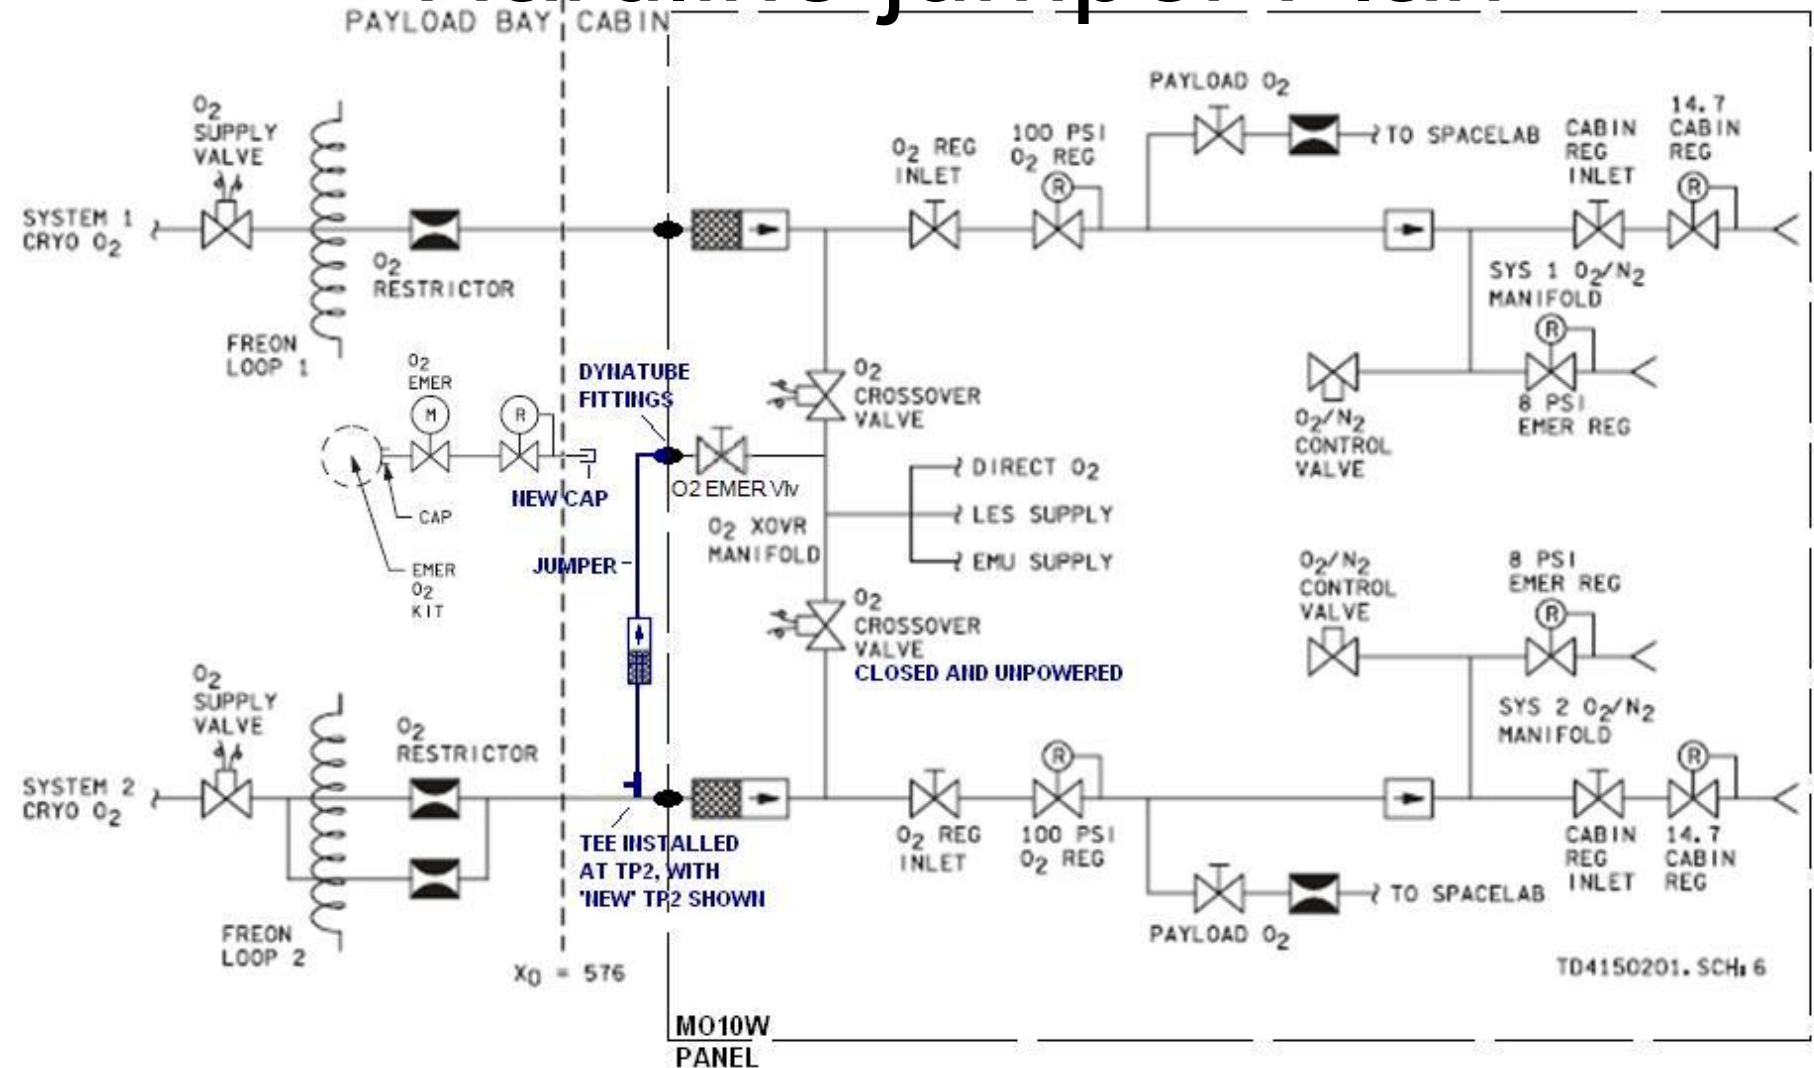 Hardline Jumper Plan
PAYLOAD BAY
CABIN
O2
SUPPLY
VALVE
SYSTEM 1
CRYO O2
O2
RESTRICTOR
FREON
LOOP 1
O2 REG
INLET
100 PSI
O2 REG
PAYLOAD O2
TO SPACELAB
CABIN
REG
INLET
14.7
CABIN
REG
R
R
SYS 1 O2/N2
MANIFOLD
R
8 PSI
EMER REG
O2/N2
CONTROL
VALVE
O2
EMER
M
R
CAP
EMER
O2
KIT
NEW CAP
DYNATUBE
FITTINGS
JUMPER
O2 EMER Vlv
O2 XOVR
MANIFOLD
O2
CROSSOVER
VALVE
DIRECT O2
LES SUPPLY
EMU SUPPLY
O2
CROSSOVER
VALVE
CLOSED AND UNPOWERED
O2/N2
CONTROL
VALVE
8 PSI
EMER REG
R
SYS 2 O2/N2
MANIFOLD
O2
SUPPLY
VALVE
SYSTEM 2
CRYO O2
O2
RESTRICTOR
FREON
LOOP 2
TEE INSTALLED
AT TP2, WITH
'NEW' TP2 SHOWN
X0 = 576
O2 REG
INLET
R
100 PSI
O2 REG
PAYLOAD O2
TO SPACELAB
CABIN
REG
INLET
R
14.7
CABIN
REG
TD4150201.SCH:6
MO10W
PANEL